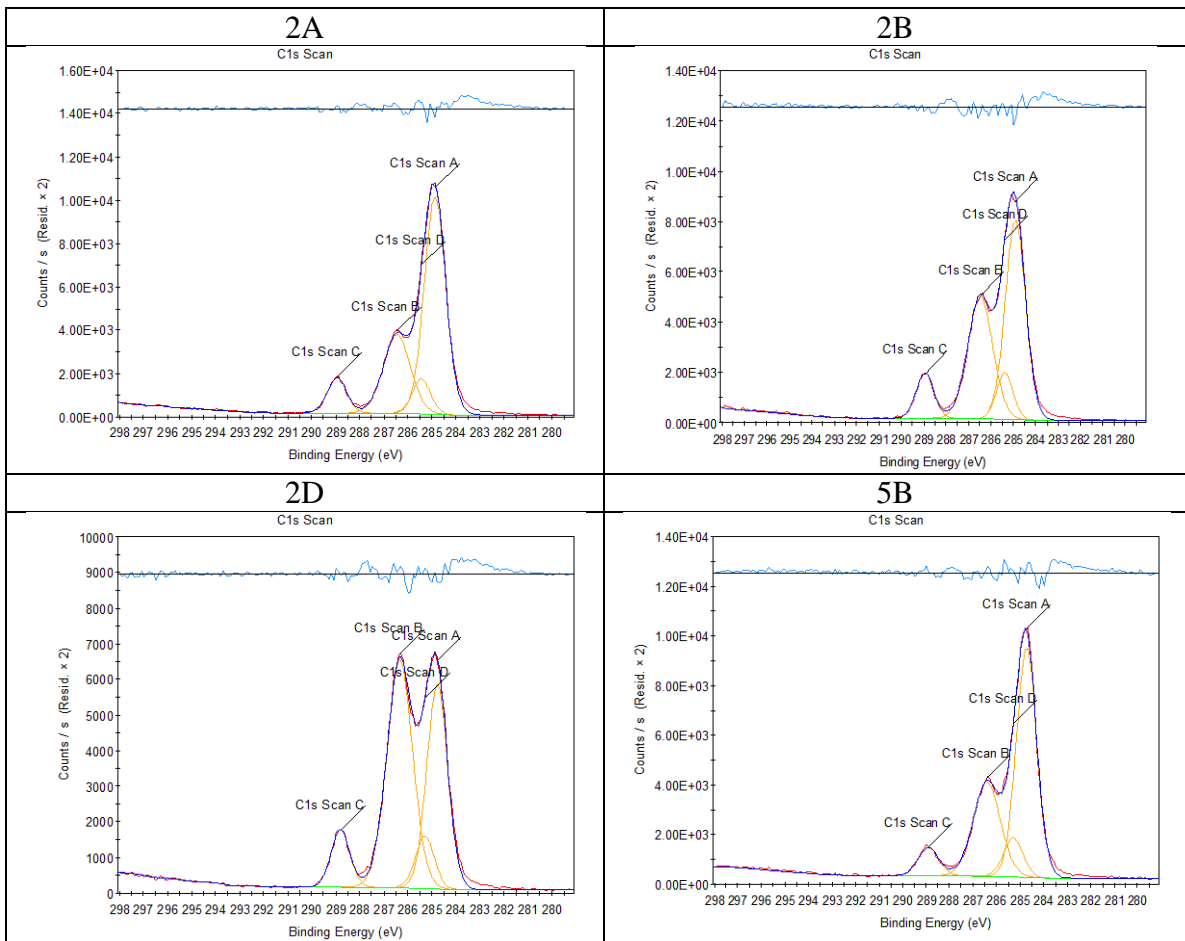 2A
C1s Scan
1.60E+04
1.40E+04
1.20E+04
1.00E+04
8.00E+03
6.00E+03
4.00E+03
2.00E+03
0.00E+00
Counts / s (Resid. × 2)
C1s Scan A
C1s Scan D
C1s Scan B
C1s Scan C
298 297 296 295 294 293 292 291 290 289 288 287 286 285 284 283 282 281 280
Binding Energy (eV)
2B
C1s Scan
1.40E+04
1.20E+04
1.00E+04
8.00E+03
6.00E+03
4.00E+03
2.00E+03
0.00E+00
Counts / s (Resid. × 2)
C1s Scan A
C1s Scan D
C1s Scan B
C1s Scan C
298 297 296 295 294 293 292 291 290 289 288 287 286 285 284 283 282 281 280
Binding Energy (eV)
2D
C1s Scan
10000
9000
8000
7000
6000
5000
4000
3000
2000
1000
0
Counts / s (Resid. × 2)
C1s Scan B
C1s Scan A
C1s Scan D
C1s Scan C
298 297 296 295 294 293 292 291 290 289 288 287 286 285 284 283 282 281 280
Binding Energy (eV)
5B
C1s Scan
1.40E+04
1.20E+04
1.00E+04
8.00E+03
6.00E+03
4.00E+03
2.00E+03
0.00E+00
Counts / s (Resid. × 2)
C1s Scan A
C1s Scan D
C1s Scan B
C1s Scan C
298 297 296 295 294 293 292 291 290 289 288 287 286 285 284 283 282 281 280
Binding Energy (eV)